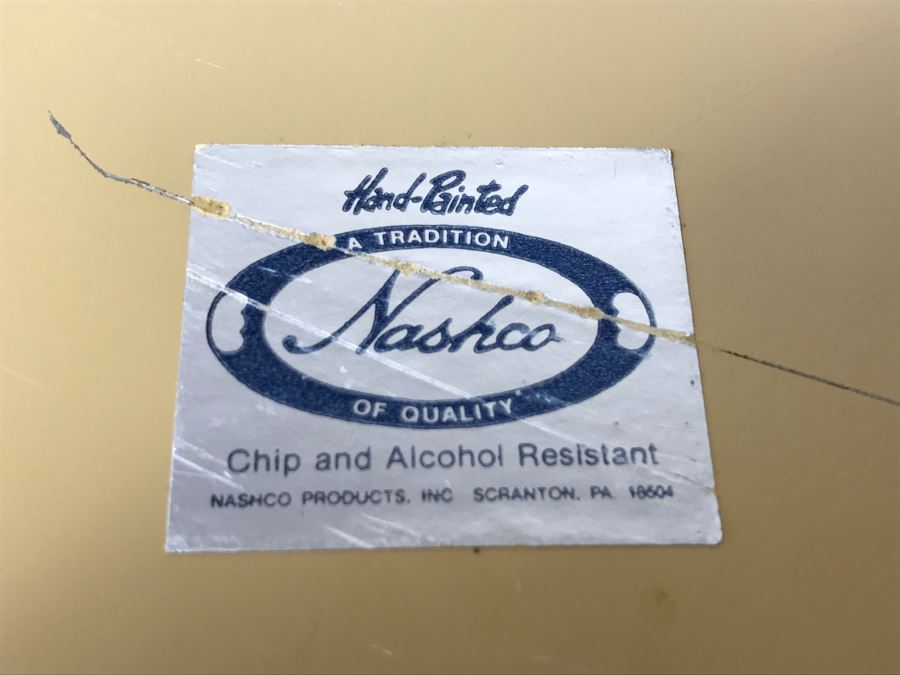 Hand-Painted
A TRADITION
Nashco
OF QUALITY
Chip and Alcohol Resistant
NASHCO PRODUCTS, INC SCRANTON, PA 18504